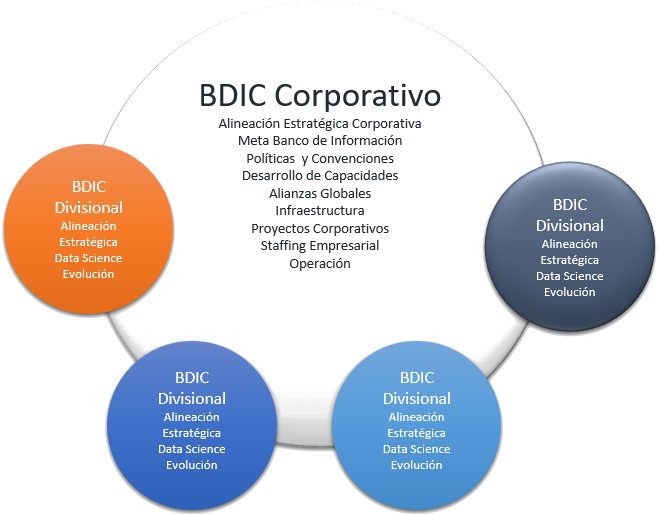 BDIC Corporativo
Alineación Estratégica Corporativa
Meta Banco de Información
Políticas y Convenciones
Desarrollo de Capacidades
Alianzas Globales
Infraestructura
Proyectos Corporativos
Staffing Empresarial
Operación
BDIC
Divisional
Alineación
Estratégica
Data Science
Evolución
BDIC
Divisional
Alineación
Estratégica
Data Science
Evolución
BDIC
Divisional
Alineación
Estratégica
Data Science
Evolución
BDIC
Divisional
Alineación
Estratégica
Data Science
Evolución